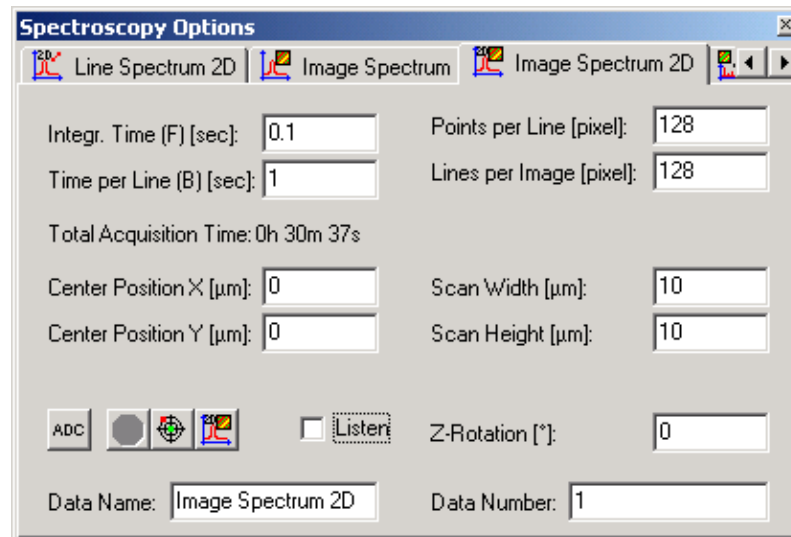 Spectroscopy Options
Line Spectrum 2D Image Spectrum Image Spectrum 2D
Integr. Time (F) [sec]: 0.1 Points per Line [pixel]: 128
Time per Line (B) [sec]: 1 Lines per Image [pixel]: 128
Total Acquisition Time: 0h 30m 37s
Center Position X [µm]: 0 Scan Width [µm]: 10
Center Position Y [µm]: 0 Scan Height [µm]: 10
ADC Listen Z-Rotation [°]: 0
Data Name: Image Spectrum 2D Data Number: 1